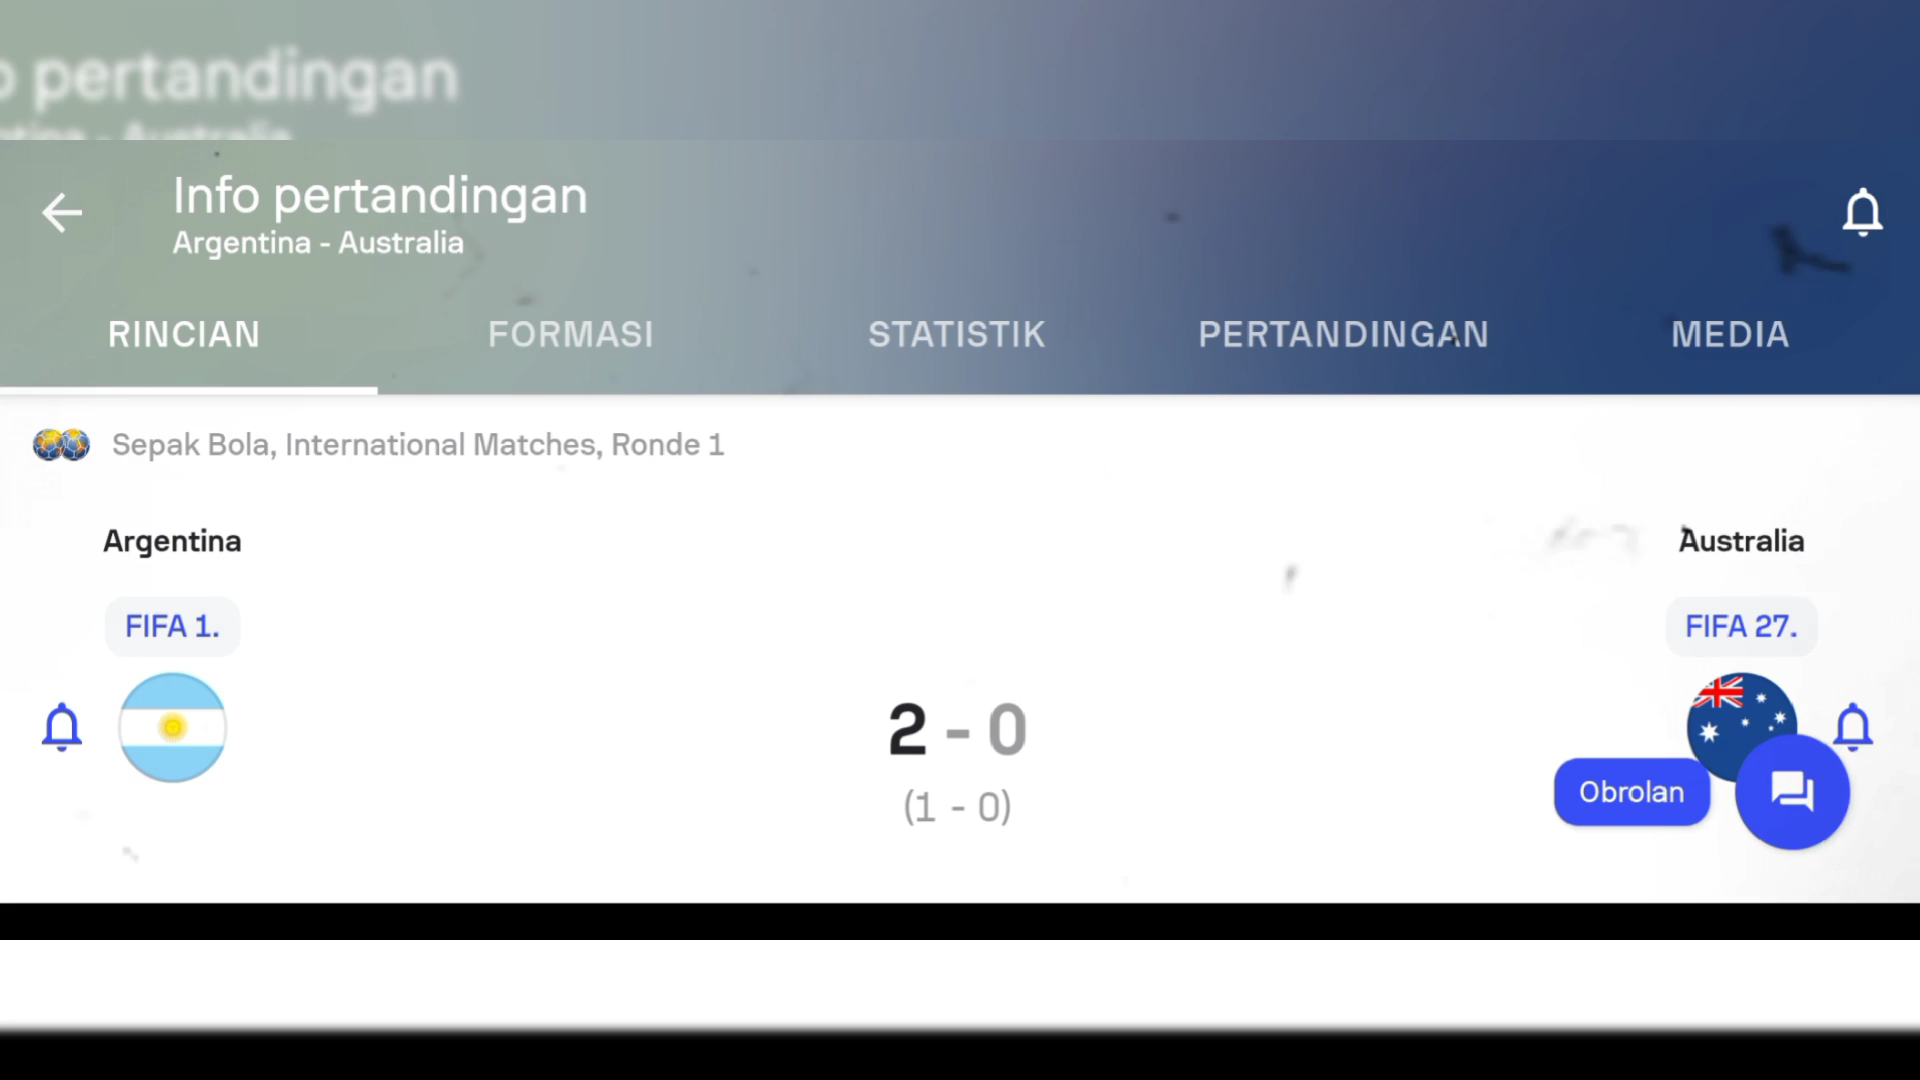 pertandingan
Info pertandingan
Argentina - Australia
RINCIAN
FORMASI
STATISTIK
PERTANDINGAN
MEDIA
Sepak Bola, International Matches, Ronde 1
Argentina
Australia
FIFA 1.
FIFA 27.
2 - 0
(1 - 0)
Obrolan